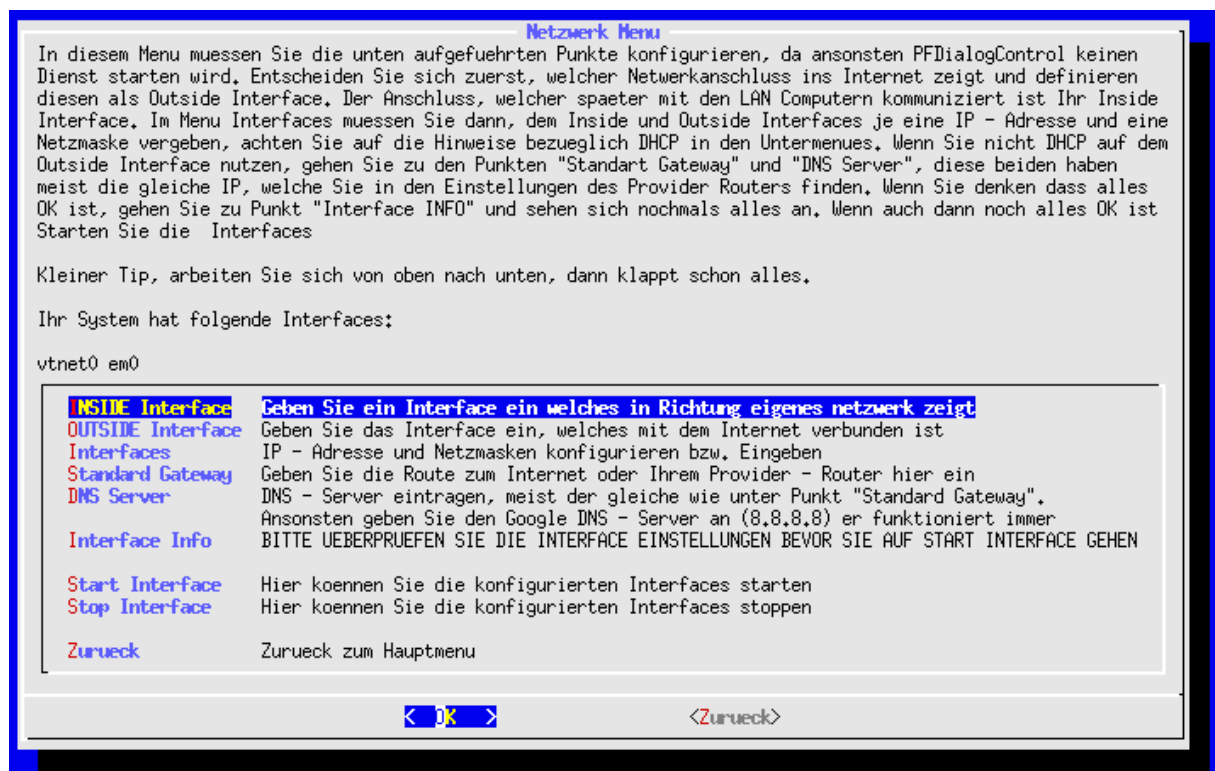 Netzwerk Menu
In diesem Menu muessen Sie die unten aufgefuehrten Punkte konfigurieren, da ansonsten PFDialogControl keinen
Dienst starten wird. Entscheiden Sie sich zuerst, welcher Netwerkanschluss ins Internet zeigt und definieren
diesen als Outside Interface. Der Anschluss, welcher spaeter mit den LAN Computern kommuniziert ist Ihr Inside
Interface. Im Menu Interfaces muessen Sie dann, dem Inside und Outside Interfaces je eine IP - Adresse und eine
Netzmaske vergeben, achten Sie auf die Hinweise bezueglich DHCP in den Untermenues. Wenn Sie nicht DHCP auf dem
Outside Interface nutzen, gehen Sie zu den Punkten "Standart Gateway" und "DNS Server", diese beiden haben
meist die gleiche IP, welche Sie in den Einstellungen des Provider Routers finden. Wenn Sie denken dass alles
OK ist, gehen Sie zu Punkt "Interface INFO" und sehen sich nochmals alles an. Wenn auch dann noch alles OK ist
Starten Sie die  Interfaces
Kleiner Tip, arbeiten Sie sich von oben nach unten, dann klappt schon alles.
Ihr System hat folgende Interfaces:
vtnet0 em0
INSIDE Interface Geben Sie ein Interface ein welches in Richtung eigenes netzwerk zeigt
OUTSIDE Interface Geben Sie das Interface ein, welches mit dem Internet verbunden ist
Interfaces IP - Adresse und Netzmasken konfigurieren bzw. Eingeben
Standard Gateway Geben Sie die Route zum Internet oder Ihrem Provider - Router hier ein
DNS Server DNS - Server eintragen, meist der gleiche wie unter Punkt "Standard Gateway".
Ansonsten geben Sie den Google DNS - Server an (8.8.8.8) er funktioniert immer
Interface Info BITTE UEBERPRUEFEN SIE DIE INTERFACE EINSTELLUNGEN BEVOR SIE AUF START INTERFACE GEHEN
Start Interface Hier koennen Sie die konfigurierten Interfaces starten
Stop Interface Hier koennen Sie die konfigurierten Interfaces stoppen
Zurueck Zurueck zum Hauptmenu
< OK > <Zurueck>